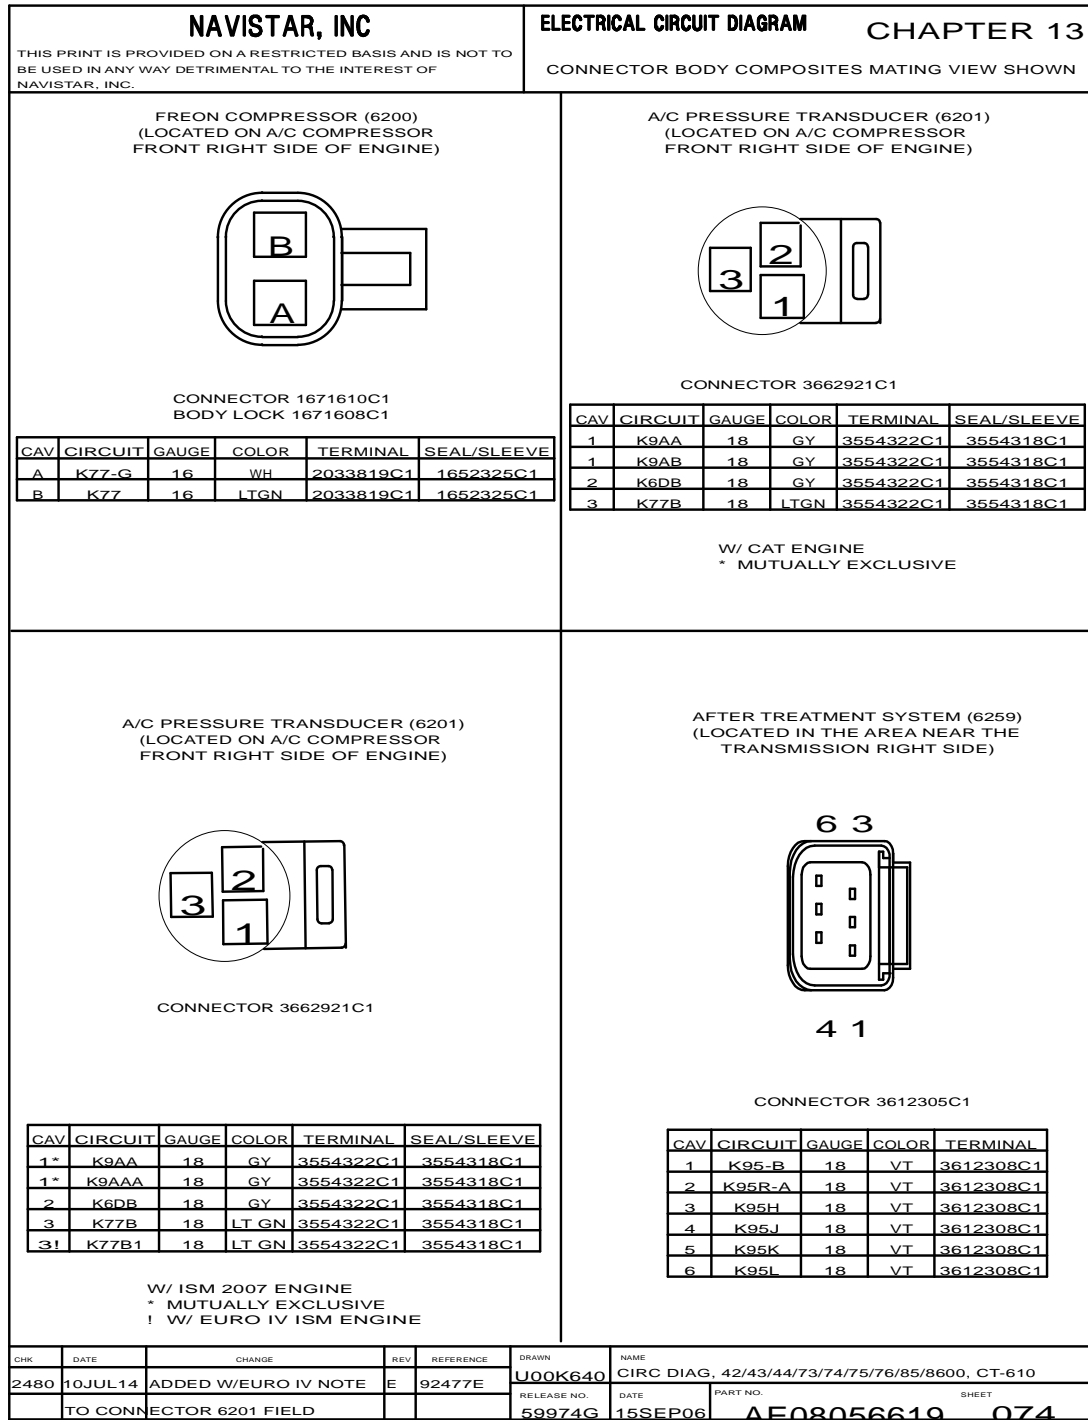 NAVISTAR, INC
THIS PRINT IS PROVIDED ON A RESTRICTED BASIS AND IS NOT TO
BE USED IN ANY WAY DETRIMENTAL TO THE INTEREST OF
NAVISTAR, INC.
ELECTRICAL CIRCUIT DIAGRAM CHAPTER 13
CONNECTOR BODY COMPOSITES MATING VIEW SHOWN
FREON COMPRESSOR (6200)
(LOCATED ON A/C COMPRESSOR
FRONT RIGHT SIDE OF ENGINE)
B
A
CONNECTOR 1671610C1
BODY LOCK 1671608C1
CAV CIRCUIT GAUGE COLOR TERMINAL SEAL/SLEEVE
A K77-G 16 WH 2033819C1 1652325C1
B K77 16 LTGN 2033819C1 1652325C1
A/C PRESSURE TRANSDUCER (6201)
(LOCATED ON A/C COMPRESSOR
FRONT RIGHT SIDE OF ENGINE)
2
3
1
CONNECTOR 3662921C1
CAV CIRCUIT GAUGE COLOR TERMINAL SEAL/SLEEVE
1 K9AA 18 GY 3554322C1 3554318C1
1 K9AB 18 GY 3554322C1 3554318C1
2 K6DB 18 GY 3554322C1 3554318C1
3 K77B 18 LTGN 3554322C1 3554318C1
W/ CAT ENGINE
* MUTUALLY EXCLUSIVE
A/C PRESSURE TRANSDUCER (6201)
(LOCATED ON A/C COMPRESSOR
FRONT RIGHT SIDE OF ENGINE)
2
3
1
CONNECTOR 3662921C1
CAV CIRCUIT GAUGE COLOR TERMINAL SEAL/SLEEVE
1* K9AA 18 GY 3554322C1 3554318C1
1* K9AAA 18 GY 3554322C1 3554318C1
2 K6DB 18 GY 3554322C1 3554318C1
3 K77B 18 LT GN 3554322C1 3554318C1
3! K77B1 18 LT GN 3554322C1 3554318C1
W/ ISM 2007 ENGINE
* MUTUALLY EXCLUSIVE
! W/ EURO IV ISM ENGINE
AFTER TREATMENT SYSTEM (6259)
(LOCATED IN THE AREA NEAR THE
TRANSMISSION RIGHT SIDE)
6 3
4 1
CONNECTOR 3612305C1
CAV CIRCUIT GAUGE COLOR TERMINAL
1 K95-B 18 VT 3612308C1
2 K95R-A 18 VT 3612308C1
3 K95H 18 VT 3612308C1
4 K95J 18 VT 3612308C1
5 K95K 18 VT 3612308C1
6 K95L 18 VT 3612308C1
CHK DATE CHANGE REV REFERENCE
2480 10JUL14 ADDED W/EURO IV NOTE E 92477E
TO CONNECTOR 6201 FIELD
DRAWN NAME
U00K640 CIRC DIAG, 42/43/44/73/74/75/76/85/8600, CT-610
RELEASE NO. DATE PART NO. SHEET
59974G 15SEP06 AE08056619 074